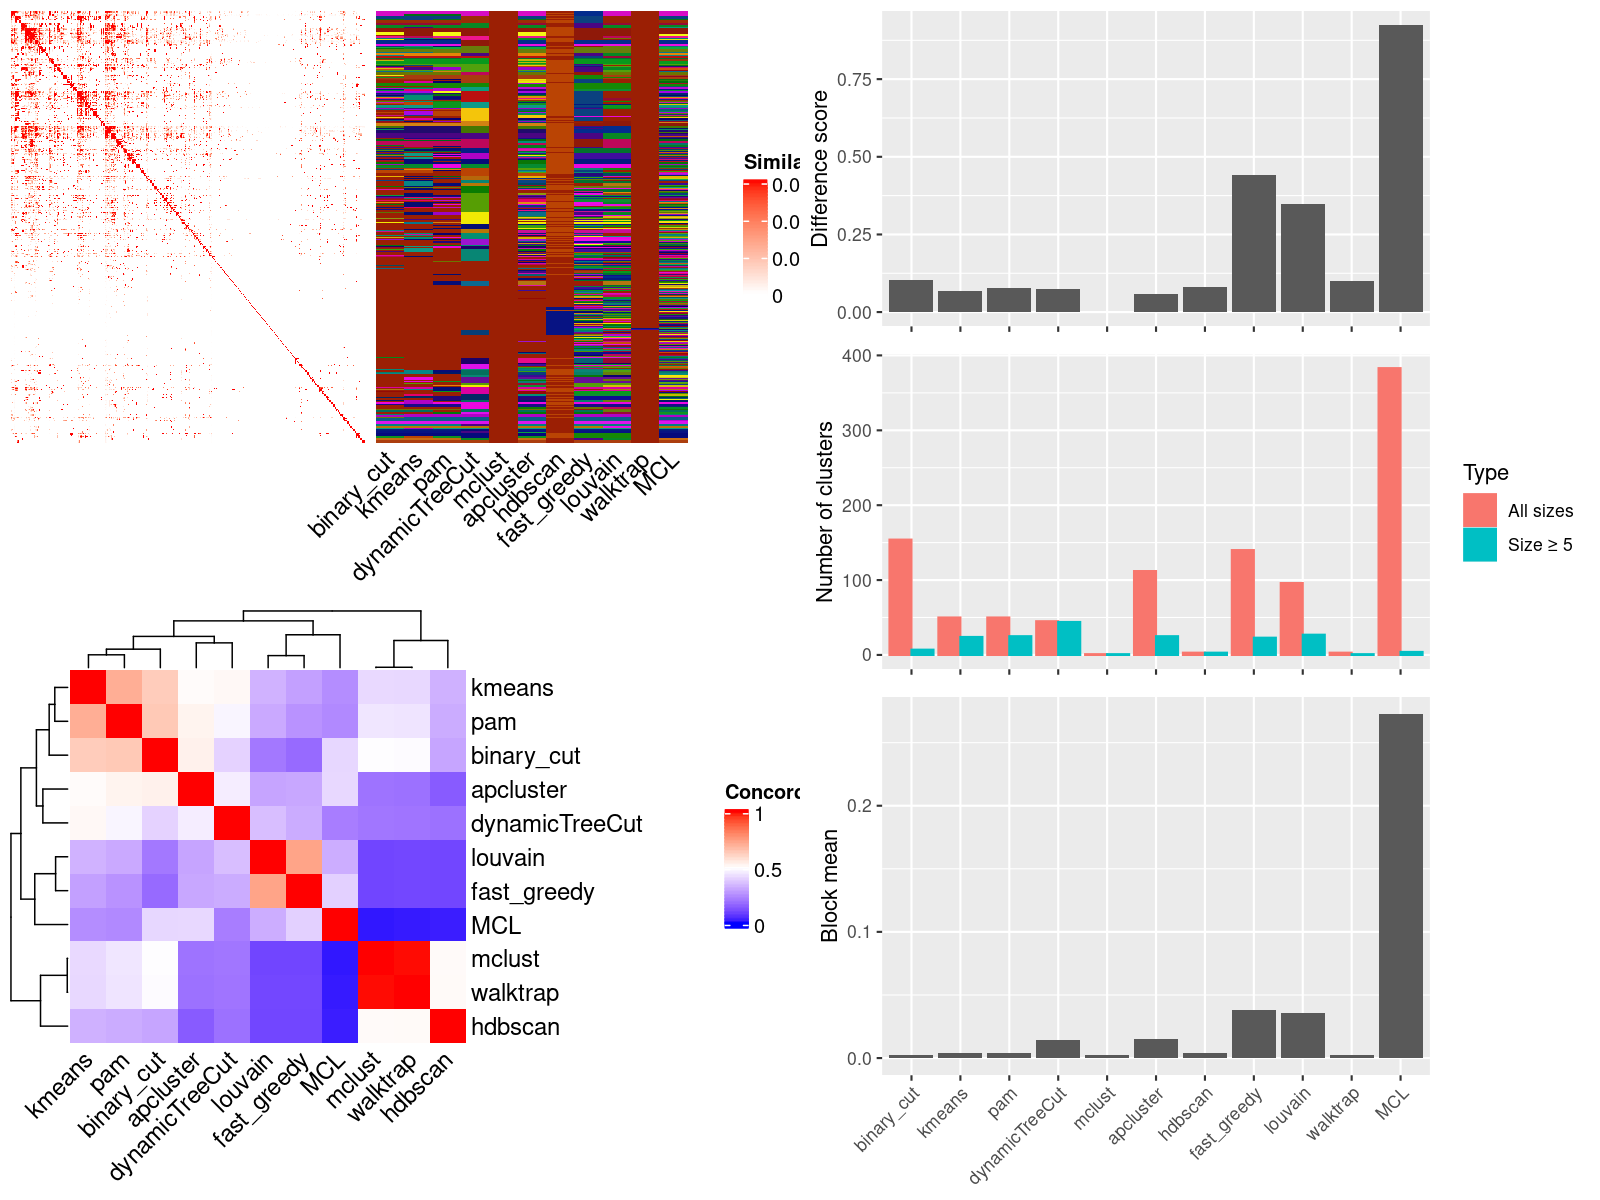 Simila
0.0
0.0
0.0
0
binary_cut
kmeans
pam
dynamicTreeCut
mclust
apcluster
hdbscan
fast_greedy
louvain
walktrap
MCL
Difference score
0.75
0.50
0.25
0.00
Number of clusters
400
300
200
100
0
Type
All sizes
Size ≥ 5
kmeans
pam
binary_cut
apcluster
dynamicTreeCut
louvain
fast_greedy
MCL
mclust
walktrap
hdbscan
kmeans
pam
binary_cut
apcluster
dynamicTreeCut
louvain
fast_greedy
MCL
mclust
walktrap
hdbscan
Concord
1
0.5
0
Block mean
0.2
0.1
0.0
binary_cut
kmeans
pam
dynamicTreeCut
mclust
apcluster
hdbscan
fast_greedy
louvain
walktrap
MCL